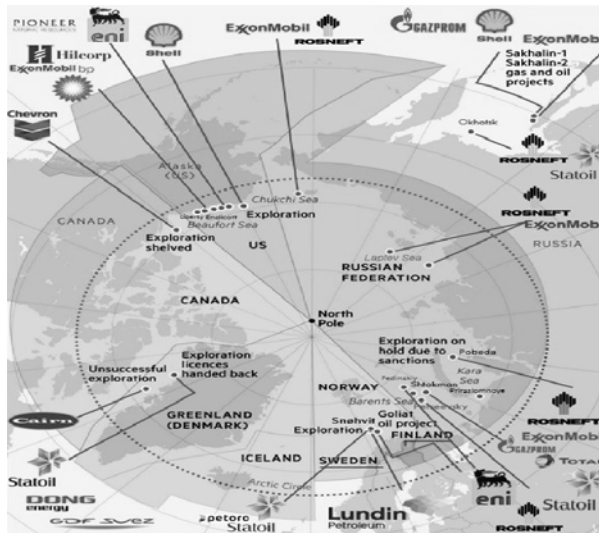 PIONEER
eni
Shell
ExxonMobil
ROSNEFT
GAZPROM
Shell
ExxonMobil
Hilcorp
ExxonMobil bp
Sakhalin-1
Sakhalin-2
gas and oil
projects
Chevron
Okhotsk
ROSNEFT
Statoil
Alaska
(US)
Chukchi Sea
ROSNEFT
ExxonMobil
CANADA
Liberty Endicott
Beaufort Sea
Exploration
Exploration
shelved
US
Laptev Sea
RUSSIAN
FEDERATION
RUSSIA
CANADA
North
Pole
Exploration on
hold due to
sanctions
Pobeda
Kara
Sea
Unsuccessful
exploration
Exploration
licences
handed back
NORWAY
Shtokman
Prirazlomnoye
Barents Sea
Cairn
GREENLAND
(DENMARK)
Snøhvit
Exploration
Goliat
oil project
FINLAND
ROSNEFT
ExxonMobil
GAZPROM
TOTAL
Statoil
ICELAND
SWEDEN
Arctic Circle
eni
Statoil
DONG
energy
GDF SUEZ
petoro
Statoil
Lundin
Petroleum
ROSNEFT